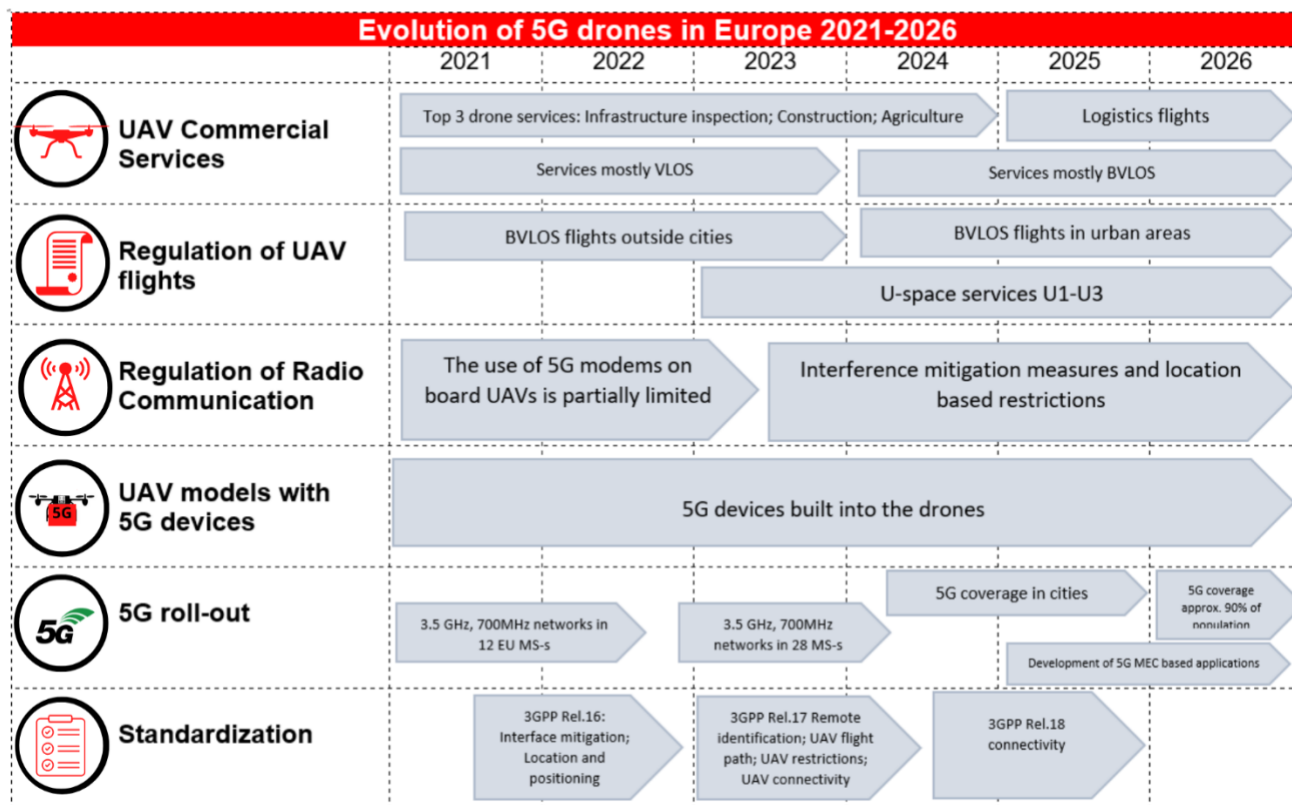 Evolution of 5G drones in Europe 2021-2026
2021 2022 2023 2024 2025 2026
UAV Commercial
Services
Top 3 drone services: Infrastructure inspection; Construction; Agriculture
Logistics flights
Services mostly VLOS
Services mostly BVLOS
Regulation of UAV
flights
BVLOS flights outside cities
BVLOS flights in urban areas
U-space services U1-U3
Regulation of Radio
Communication
The use of 5G modems on
board UAVs is partially limited
Interference mitigation measures and location
based restrictions
5G
UAV models with
5G devices
5G devices built into the drones
5G
5G roll-out
3.5 GHz, 700MHz networks in
12 EU MS-s
3.5 GHz, 700MHz
networks in 28 MS-s
5G coverage in cities
5G coverage
approx. 90% of
population
Development of 5G MEC based applications
Standardization
3GPP Rel.16:
Interface mitigation;
Location and
positioning
3GPP Rel.17 Remote
identification; UAV flight
path; UAV restrictions;
UAV connectivity
3GPP Rel.18
connectivity